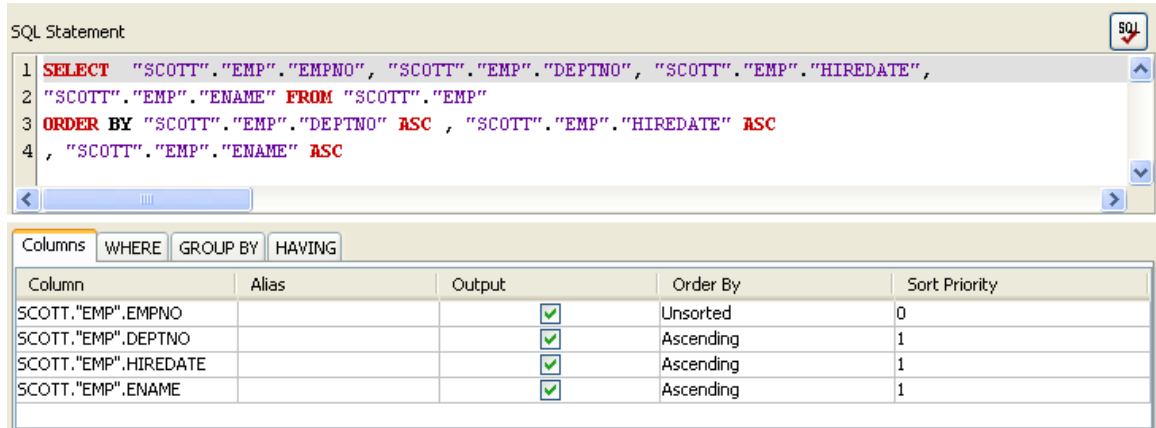 SQL Statement
SQL
1 SELECT "SCOTT"."EMP"."EMPNO", "SCOTT"."EMP"."DEPTNO", "SCOTT"."EMP"."HIREDATE",
2 "SCOTT"."EMP"."ENAME" FROM "SCOTT"."EMP"
3 ORDER BY "SCOTT"."EMP"."DEPTNO" ASC , "SCOTT"."EMP"."HIREDATE" ASC
4 , "SCOTT"."EMP"."ENAME" ASC
Columns WHERE GROUP BY HAVING
Column Alias Output Order By Sort Priority
SCOTT."EMP".EMPNO Unsorted 0
SCOTT."EMP".DEPTNO Ascending 1
SCOTT."EMP".HIREDATE Ascending 1
SCOTT."EMP".ENAME Ascending 1